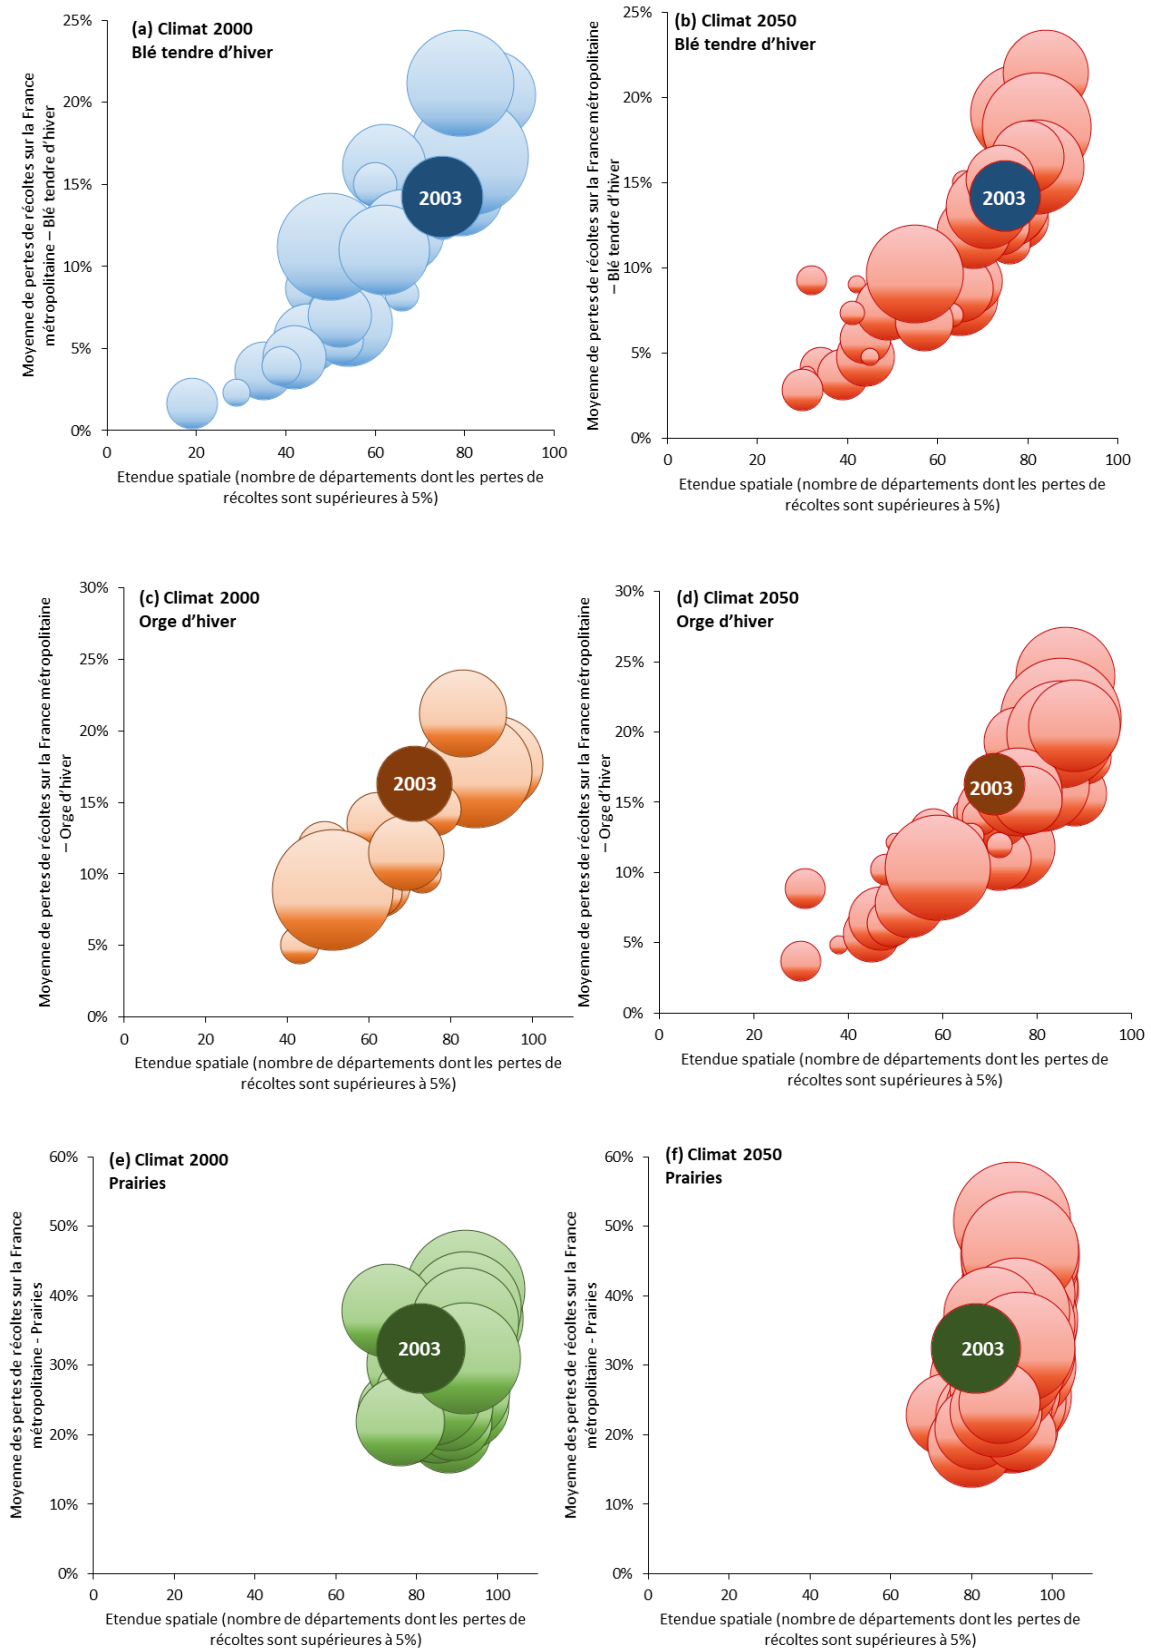 (a) Climat 2000
Blé tendre d’hiver
Moyenne de pertes de récoltes sur la France
métropolitaine – Blé tendre d’hiver
25%
20%
15%
10%
5%
0%
2003
0 20 40 60 80 100
Etendue spatiale (nombre de départements dont les pertes de
récoltes sont supérieures à 5%)
(b) Climat 2050
Blé tendre d’hiver
Moyenne de pertes de récoltes sur la France métropolitaine
– Blé tendre d’hiver
25%
20%
15%
10%
5%
0%
2003
0 20 40 60 80 100
Etendue spatiale (nombre de départements dont les pertes de
récoltes sont supérieures à 5%)
(c) Climat 2000
Orge d’hiver
Moyenne de pertes de récoltes sur la France métropolitaine
– Orge d’hiver
30%
25%
20%
15%
10%
5%
0%
2003
0 20 40 60 80 100
Etendue spatiale (nombre de départements dont les pertes de
récoltes sont supérieures à 5%)
(d) Climat 2050
Orge d’hiver
Moyenne de pertes de récoltes sur la France métropolitaine
– Orge d’hiver
30%
25%
20%
15%
10%
5%
0%
2003
0 20 40 60 80 100
Etendue spatiale (nombre de départements dont les pertes de
récoltes sont supérieures à 5%)
(e) Climat 2000
Prairies
Moyenne des pertes de récoltes sur la France
métropolitaine - Prairies
60%
50%
40%
30%
20%
10%
0%
2003
0 20 40 60 80 100
Etendue spatiale (nombre de départements dont les pertes de
récoltes sont supérieures à 5%)
(f) Climat 2050
Prairies
Moyenne des pertes de récoltes sur la France
métropolitaine - Prairies
60%
50%
40%
30%
20%
10%
0%
2003
0 20 40 60 80 100
Etendue spatiale (nombre de départements dont les pertes de
récoltes sont supérieures à 5%)